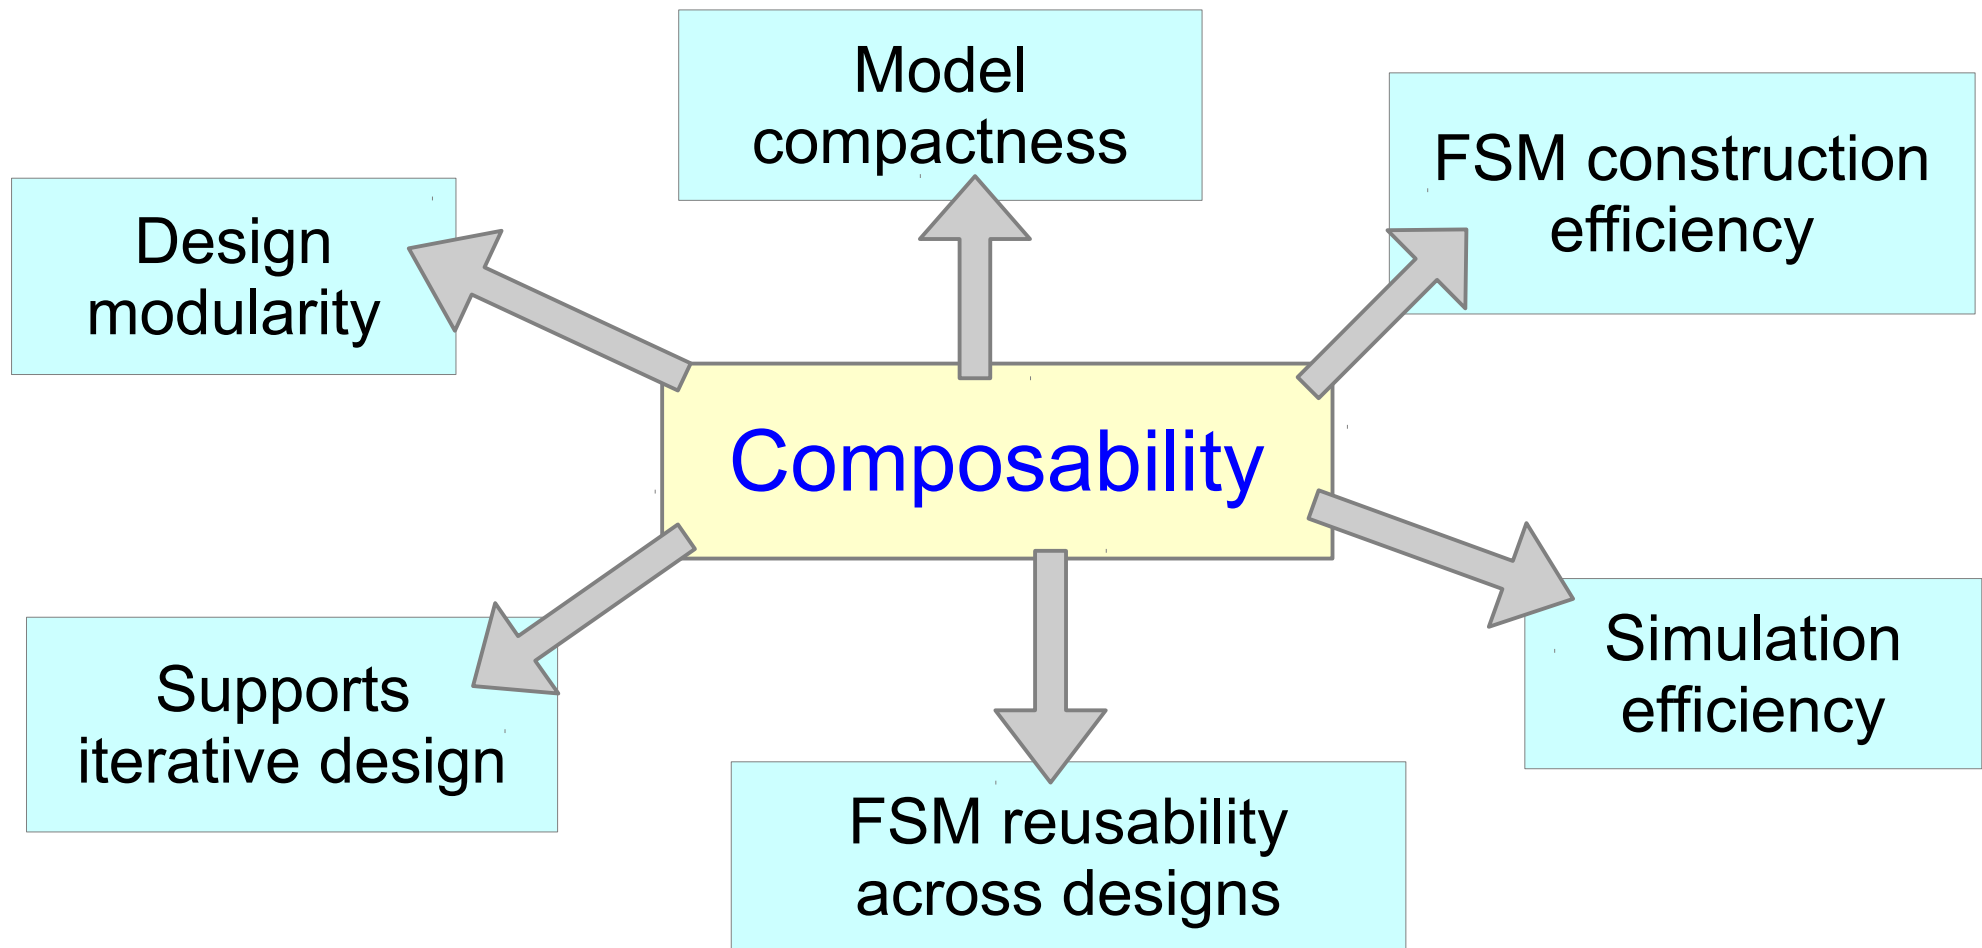 Model
compactness
FSM construction
efficiency
Design
modularity
Composability
Simulation
efficiency
Supports
iterative design
FSM reusability
across designs